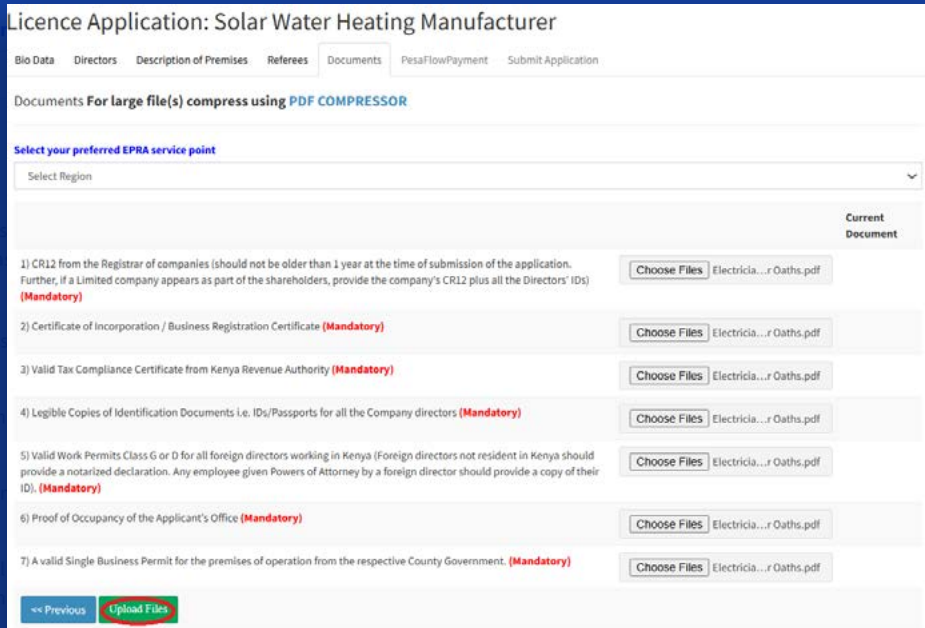 Licence Application: Solar Water Heating Manufacturer
Bio Data Directors Description of Premises Referees Documents PesaFlowPayment Submit Application
Documents For large file(s) compress using PDF COMPRESSOR
Select your preferred EPRA service point
Select Region
Current
Document
1) CR12 from the Registrar of companies (should not be older than 1 year at the time of submission of the application.
Further, if a Limited company appears as part of the shareholders, provide the company's CR12 plus all the Directors' IDs)
(Mandatory)
Choose Files Electricia...r Oaths.pdf
2) Certificate of Incorporation / Business Registration Certificate (Mandatory)
Choose Files Electricia...r Oaths.pdf
3) Valid Tax Compliance Certificate from Kenya Revenue Authority (Mandatory)
Choose Files Electricia...r Oaths.pdf
4) Legible Copies of Identification Documents i.e. IDs/Passports for all the Company directors (Mandatory)
Choose Files Electricia...r Oaths.pdf
5) Valid Work Permits Class G or D for all foreign directors working in Kenya (Foreign directors not resident in Kenya should
provide a notarized declaration. Any employee given Powers of Attorney by a foreign director should provide a copy of their
ID). (Mandatory)
Choose Files Electricia...r Oaths.pdf
6) Proof of Occupancy of the Applicant's Office (Mandatory)
Choose Files Electricia...r Oaths.pdf
7) A valid Single Business Permit for the premises of operation from the respective County Government. (Mandatory)
Choose Files Electricia...r Oaths.pdf
<< Previous Upload Files